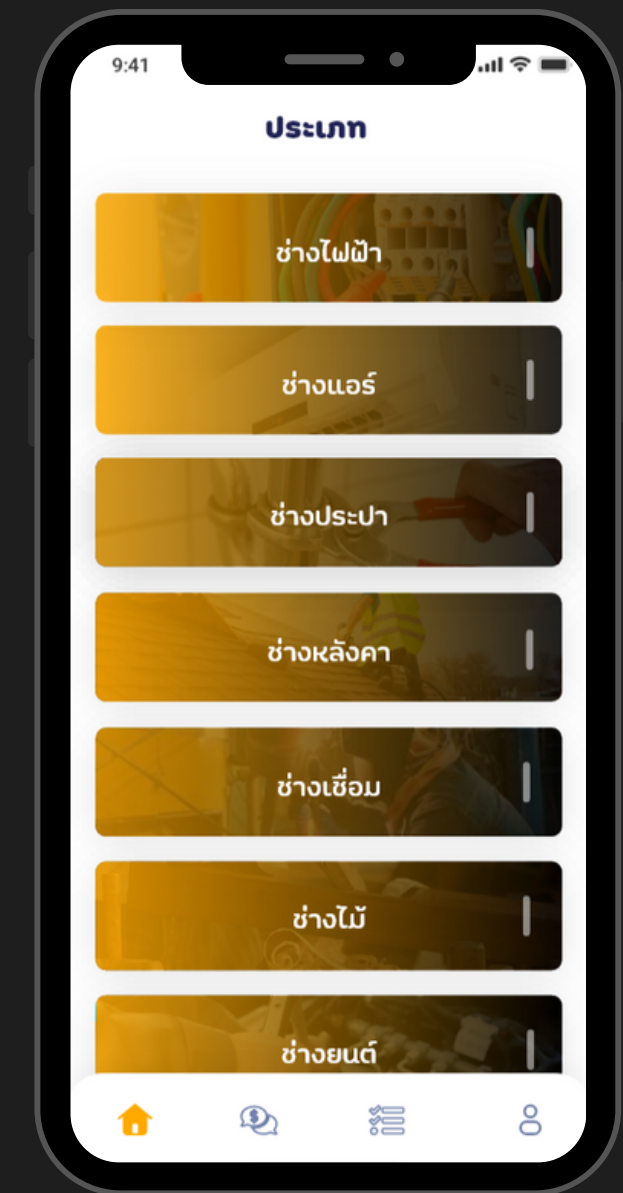 9:41
ประเภท
ช่างไฟฟ้า
ช่างแอร์
ช่างประปา
ช่างหลังคา
ช่างเชื่อม
ช่างไม้
ช่างยนต์
$